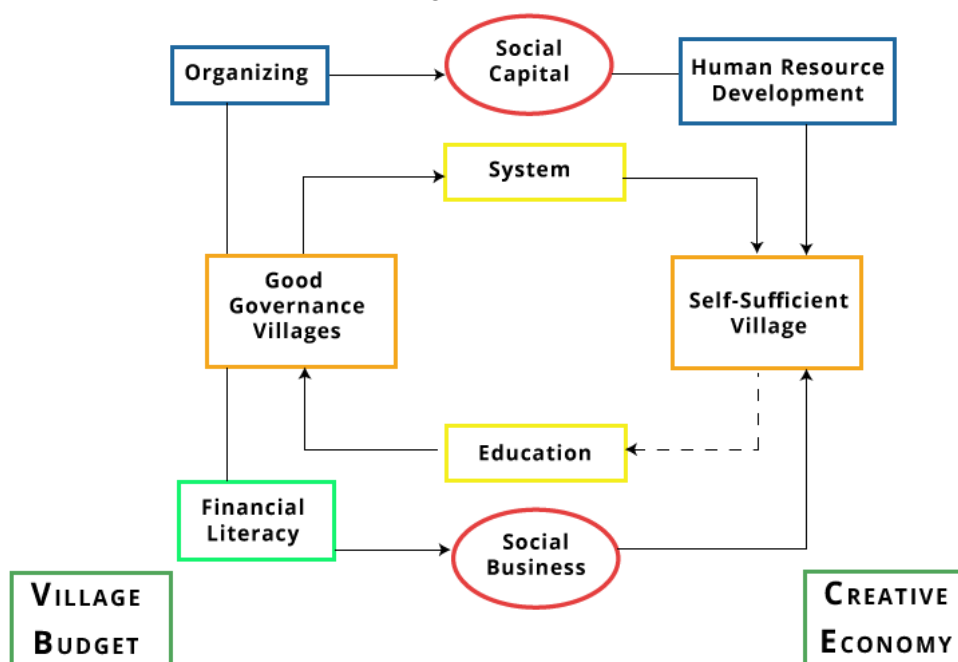 Organizing
Social
Capital
Human Resource
Development
System
Good
Governance
Villages
Self-Sufficient
Village
Education
Financial
Literacy
Social
Business
VILLAGE
BUDGET
CREATIVE
ECONOMY